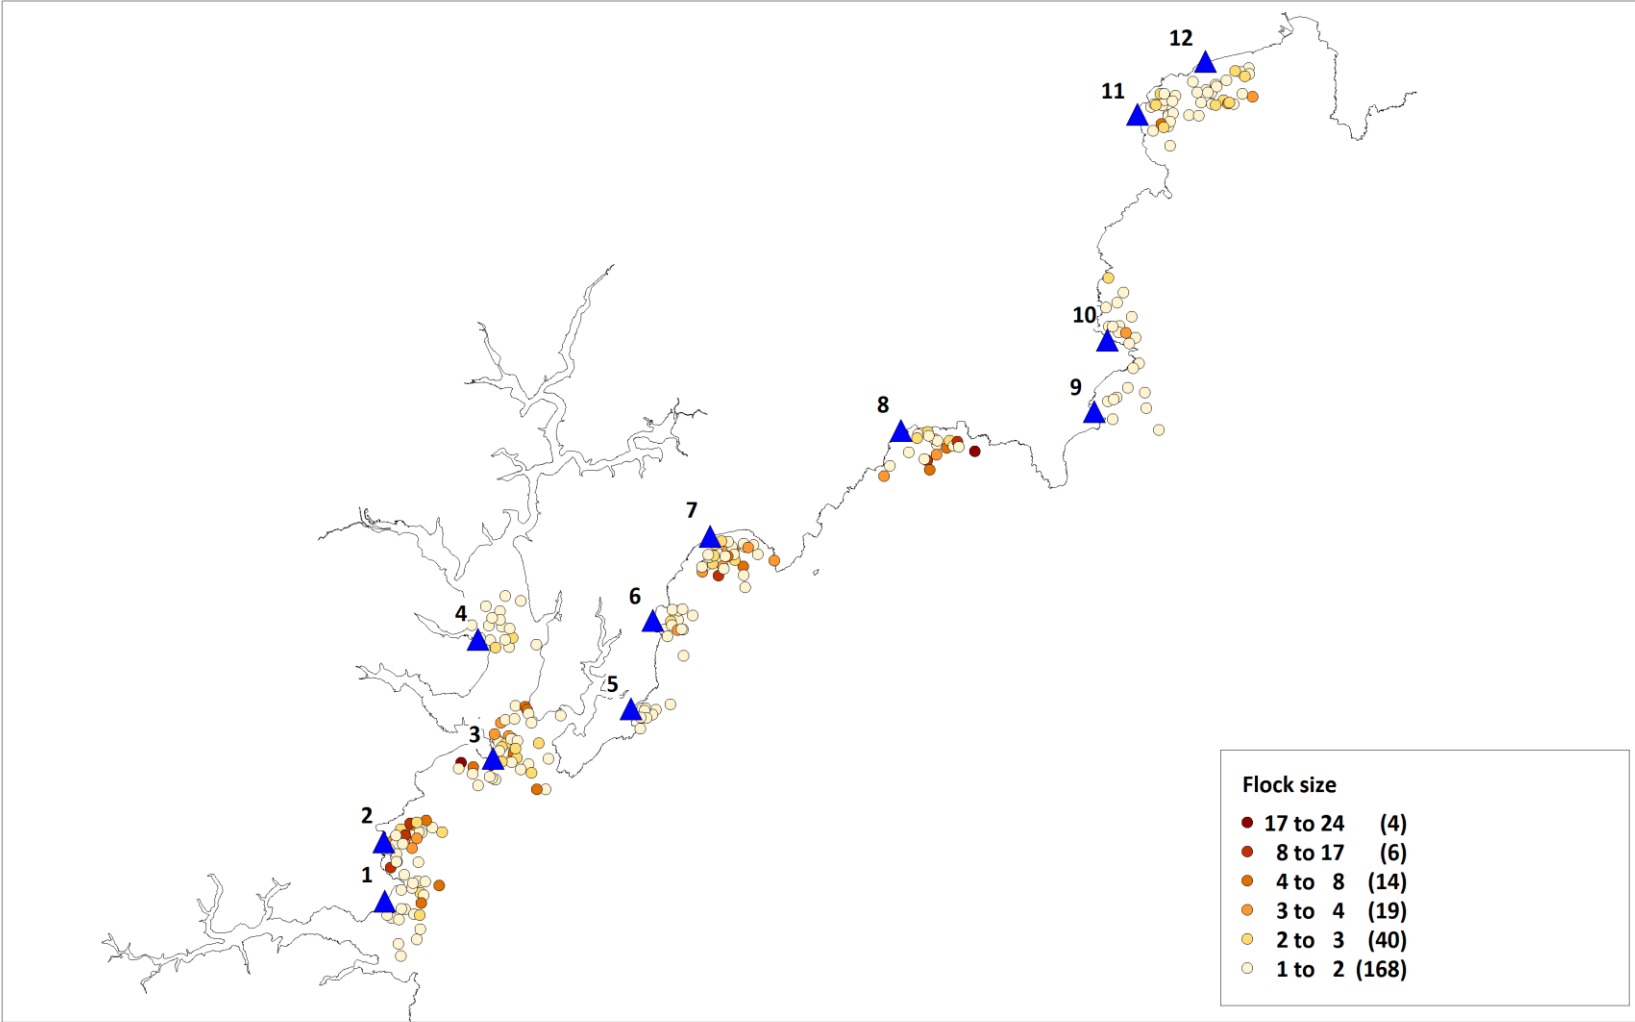 12
11
10
9
8
7
6
4
5
3
2
1
Flock size
17 to 24 (4)
8 to 17 (6)
4 to 8 (14)
3 to 4 (19)
2 to 3 (40)
1 to 2 (168)